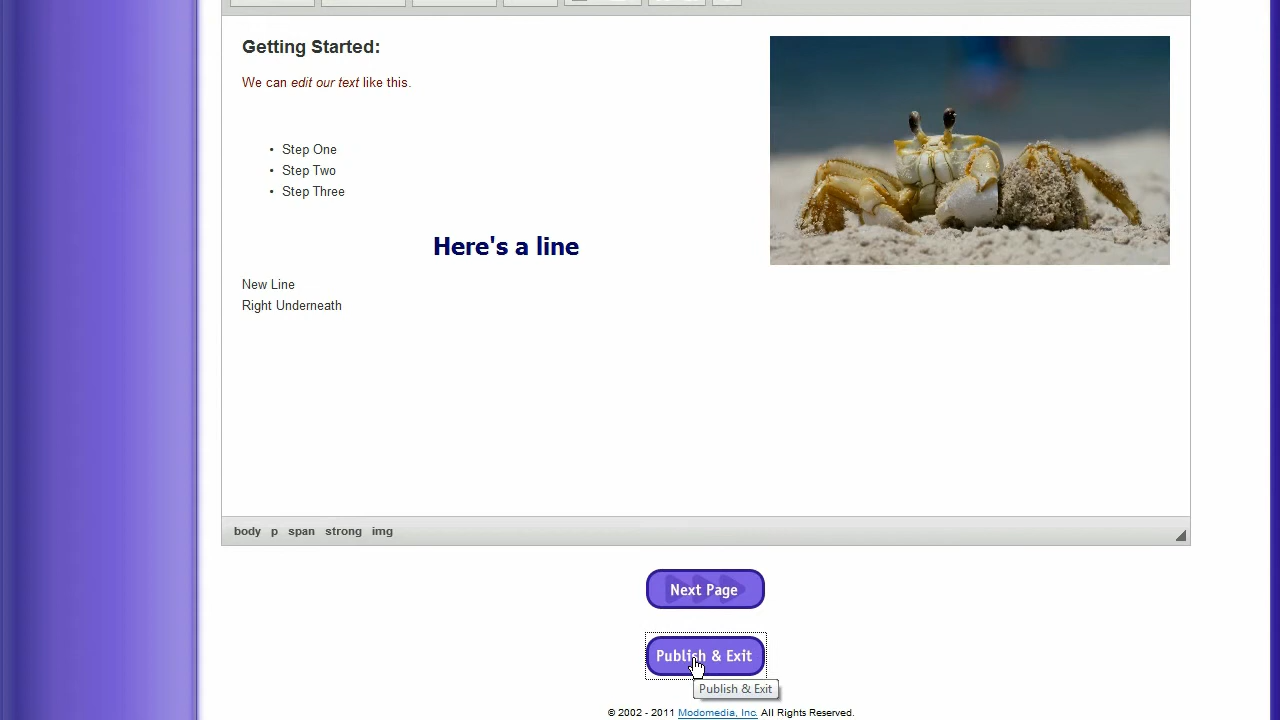 Getting Started:
We can edit our text like this.
• Step One
• Step Two
• Step Three
Here's a line
New Line
Right Underneath
body p span strong img
Next Page
Publish & Exit
Publish & Exit
© 2002 - 2011 Modomedia, Inc. All Rights Reserved.